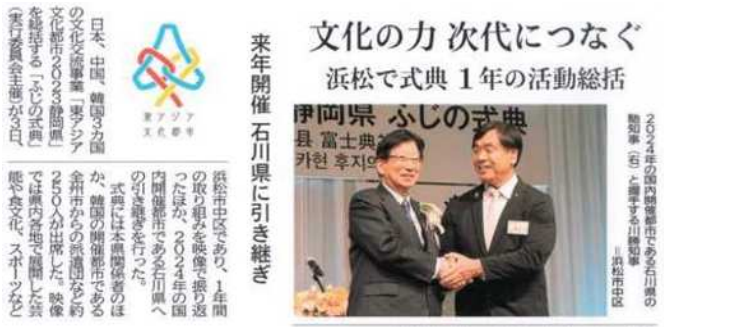 文化の力 次代につなぐ
浜松で式典 1年の活動総括
来年開催 石川県に引き継ぎ
静岡県 ふじの式典
县 富士典
카현 후지의
2024年の国内開催都市である石川県の
馳知事(右)と握手する川勝知事
=浜松市中区
東アジア
文化都市
日本、中国、韓国3カ国
の文化交流事業「東アジア
文化都市2023静岡県」
を総括する「ふじの式典」
(実行委員会主催)が3日、
浜松市中区であり、1年間
の取り組みを映像で振り返
ったほか、2024年の国
内開催都市である石川県へ
の引き継ぎを行った。
式典には本県関係者のほ
か、韓国の開催都市である
全州市からの派遣団など約
250人が出席した。映像
では県内各地で展開した芸
能や食文化、スポーツなど